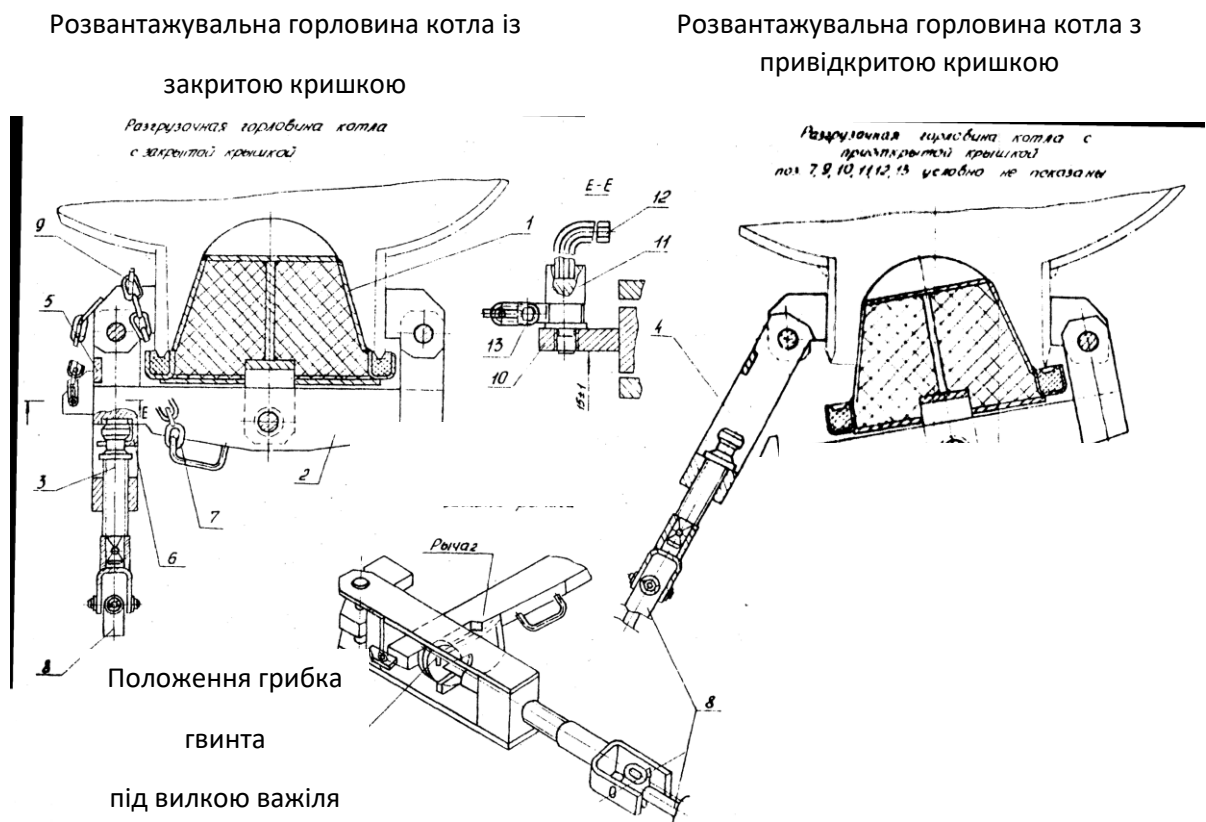 Розвантажувальна горловина котла із
закритою кришкою
Розвантажувальна горловина котла з
привідкритою кришкою
Разгрузочная горловина котла
с закрытой крышкой
Разгрузочная горловина котла с
приоткрытой крышкой
поз. 7, 9, 10, 11, 12, 13 условно не показаны
E-E
9
1
12
11
5
13
10
15±1
4
E
3
2
7
6
8
Рычаг
8
Положення грибка
гвинта
під вилкою важіля